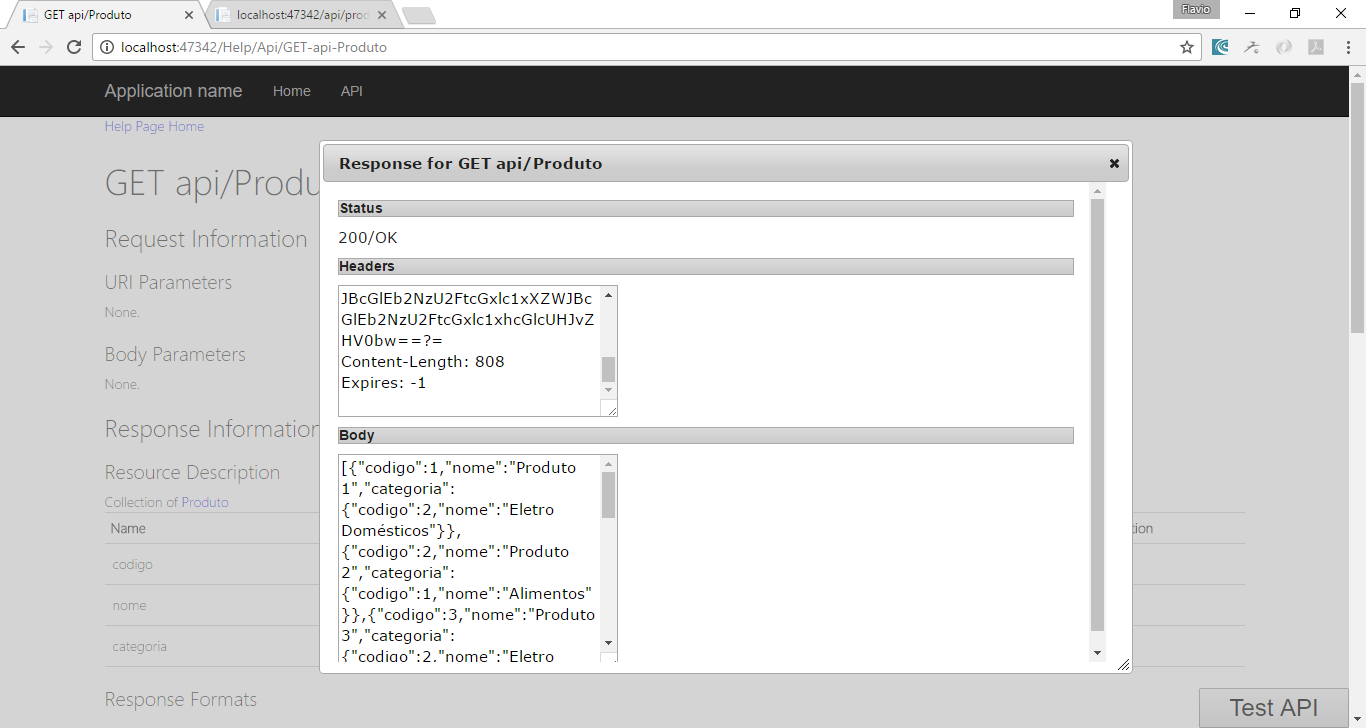 GET api/Produto
localhost:47342/api/prod
Flavio
localhost:47342/Help/Api/GET-api-Produto
Application name Home API
Help Page Home
GET api/Produ
Request Information
URI Parameters
None.
Body Parameters
None.
Response Information
Resource Description
Collection of Produto
Name tion
codigo
nome
categoria
Response Formats
Response for GET api/Produto
Status
200/OK
Headers
JBcGlEb2NzU2FtcGxlc1xXZWJBc
GlEb2NzU2FtcGxlc1xhcGlcUHJvZ
HV0bw==?=
Content-Length: 808
Expires: -1
Body
[{"codigo":1,"nome":"Produto
1","categoria":
{"codigo":2,"nome":"Eletro
Domésticos"}},
{"codigo":2,"nome":"Produto
2","categoria":
{"codigo":1,"nome":"Alimentos"
}},{"codigo":3,"nome":"Produto
3","categoria":
{"codigo":2,"nome":"Eletro
Test API